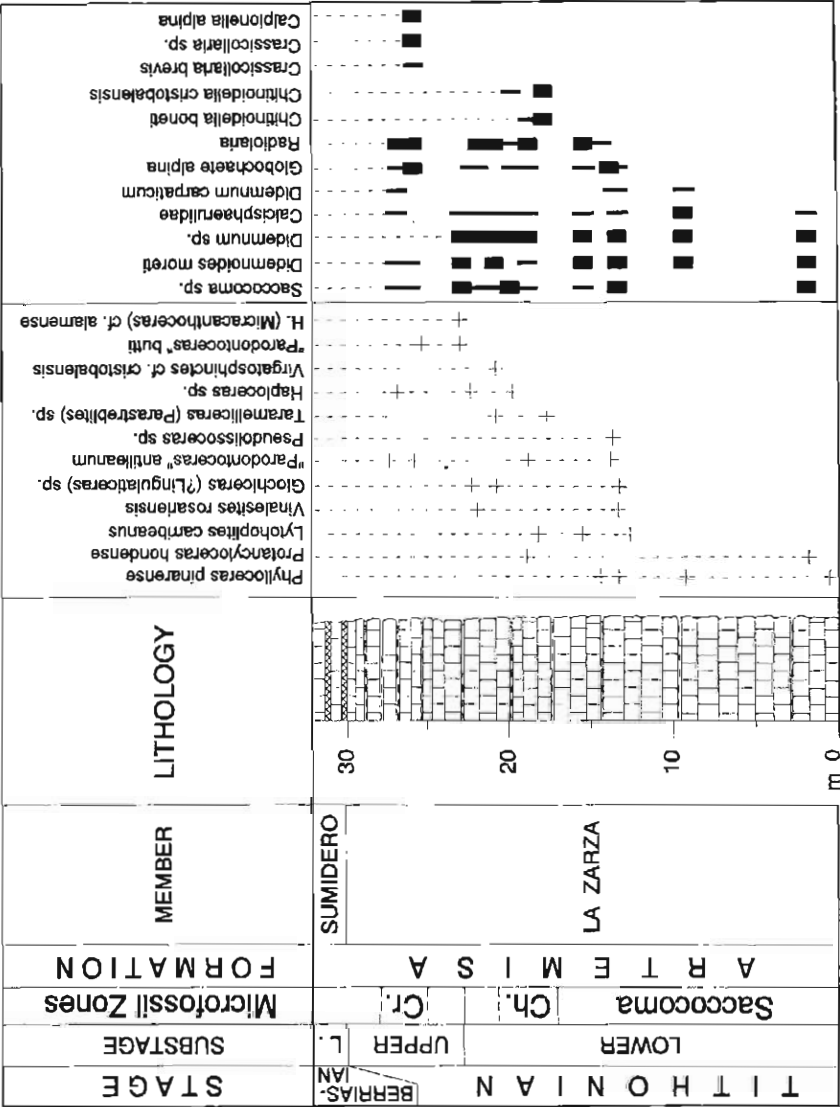 STAGE
BERRIAS-
IAN
TITHONIAN
SUBSTAGE
L.
UPPER
LOWER
Microfossil Zones
Cr.
Ch.
Saccocoma
FORMATION
ARTEMISA
MEMBER
SUMIDERO
LA ZARZA
LITHOLOGY
30
20
10
m 0
Phylloceras pinarense
Protancyloceras hondense
Lytohoplites carribeanus
Vinalesites rosariensis
Glochiceras (?Lingulaticeras) sp.
"Parodontoceras" antilleanum
Pseudolissoceras sp.
Taramelliceras (Parastreblites) sp.
Haploceras sp.
Virgatosphinctes cf. cristobalensis
"Parodontoceras" butti
H. (Micracanthoceras) cf. alamense
Saccocoma sp.
Didemnoides moreti
Didemnum sp.
Calcisphaerulidae
Didemnum carpaticum
Globochaete alpina
Radiolaria
Chitinoidella boneti
Chitinoidella cristobalensis
Crassicollaria brevis
Crassicollaria sp.
Calpionella alpina